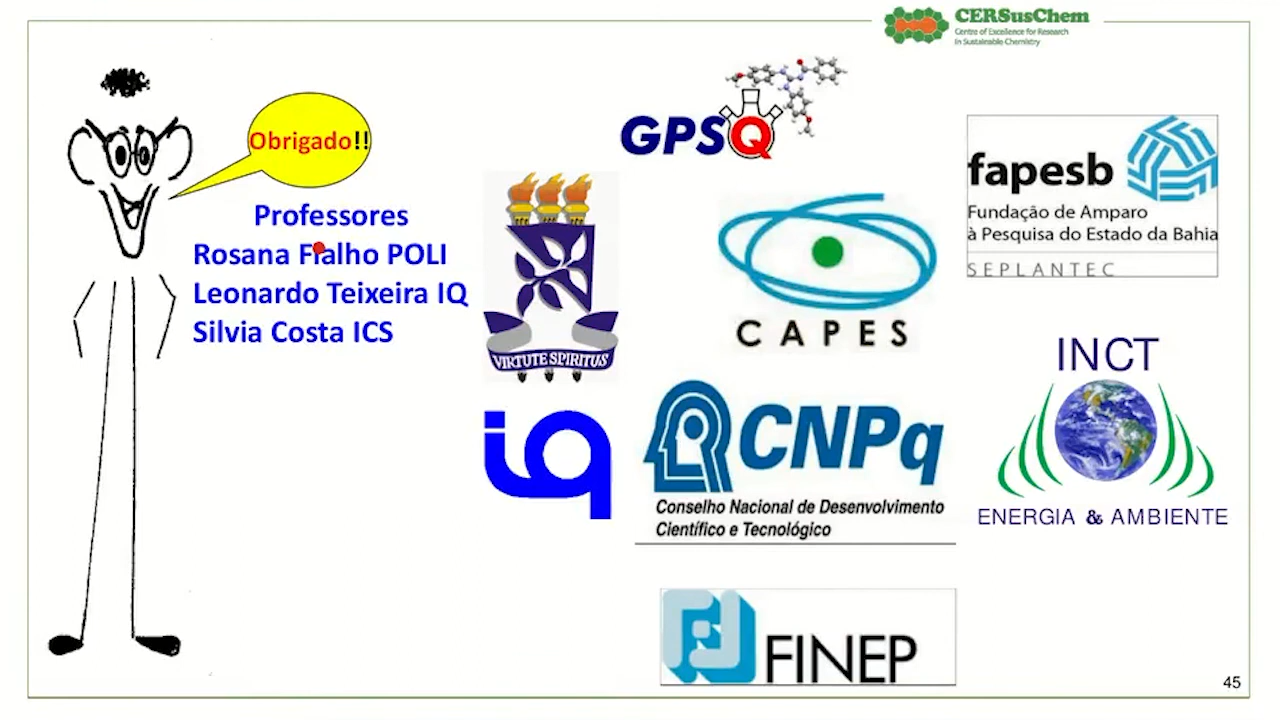 CERSusChem
Centre of Excellence for Research
in Sustainable Chemistry
Obrigado!!
Professores
Rosana Fialho POLI
Leonardo Teixeira IQ
Silvia Costa ICS
GPSQ
VIRTUTE SPIRITUS
iq
CAPES
CNPq
Conselho Nacional de Desenvolvimento
Científico e Tecnológico
FINEP
fapesb
Fundação de Amparo
à Pesquisa do Estado da Bahia
SEPLANTEC
INCT
ENERGIA & AMBIENTE
45